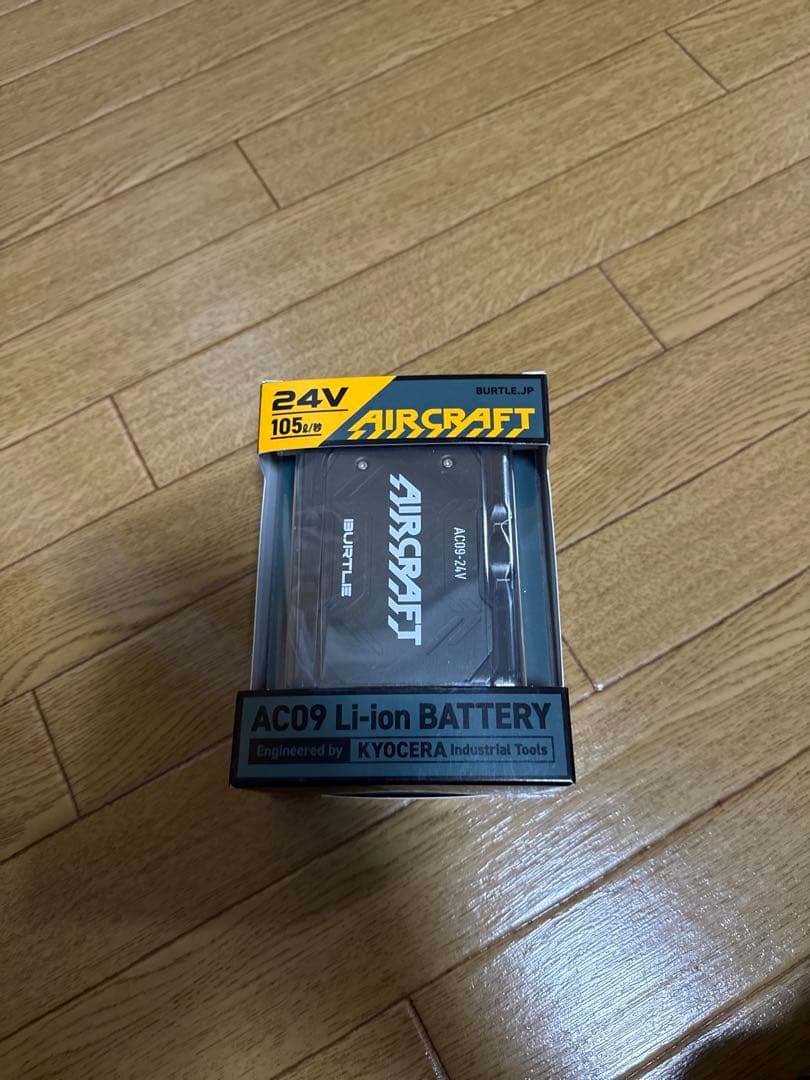 24V
105ℓ/秒
BURTLE.JP
AIRCRAFT
AIRCRAFT
BURTLE
AC09-24V
AC09 Li-ion BATTERY
Engineered by KYOCERA Industrial Tools